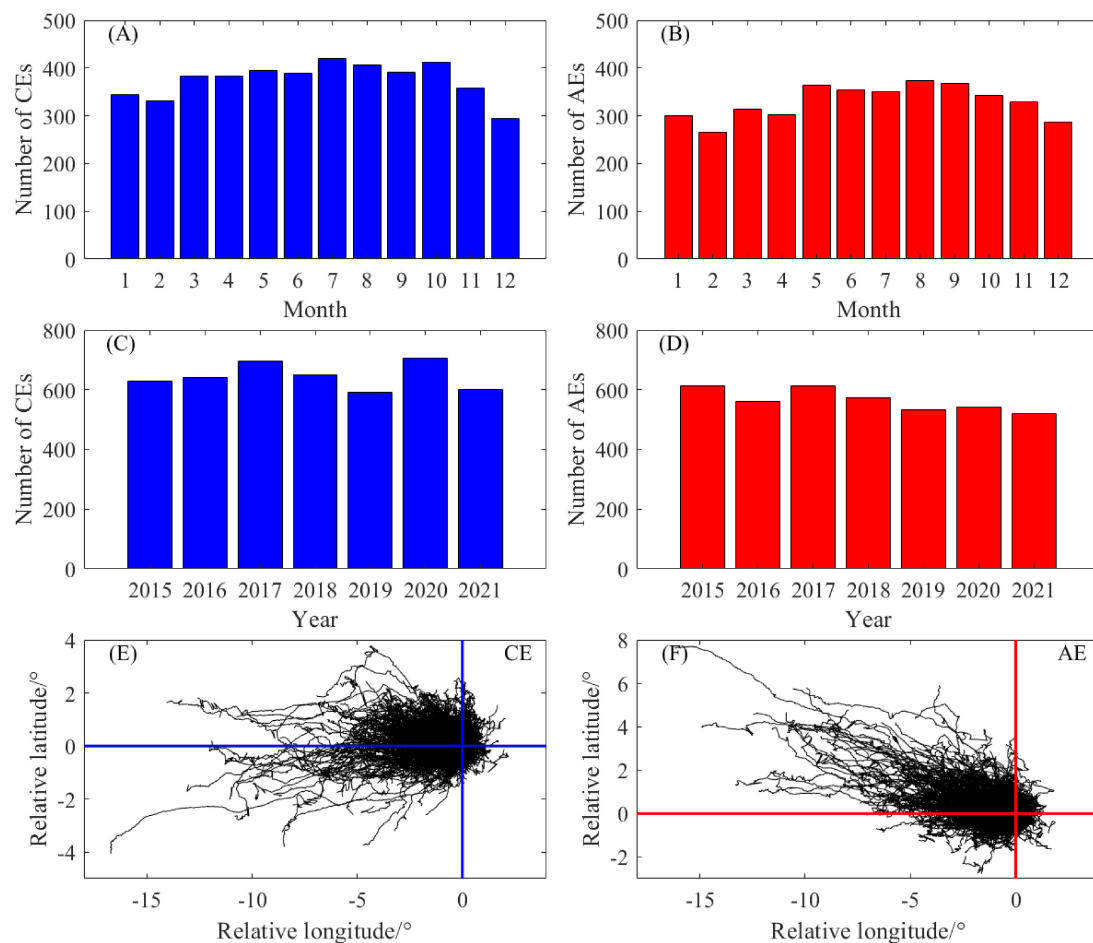 (A)
500
400
300
200
100
0
Number of CEs
1 2 3 4 5 6 7 8 9 10 11 12
Month
(B)
500
400
300
200
100
0
Number of AEs
1 2 3 4 5 6 7 8 9 10 11 12
Month
(C)
800
600
400
200
0
Number of CEs
2015 2016 2017 2018 2019 2020 2021
Year
(D)
800
600
400
200
0
Number of AEs
2015 2016 2017 2018 2019 2020 2021
Year
(E) CE
4
2
0
-2
-4
Relative latitude/°
-15 -10 -5 0
Relative longitude/°
(F) AE
8
6
4
2
0
-2
Relative latitude/°
-15 -10 -5 0
Relative longitude/°